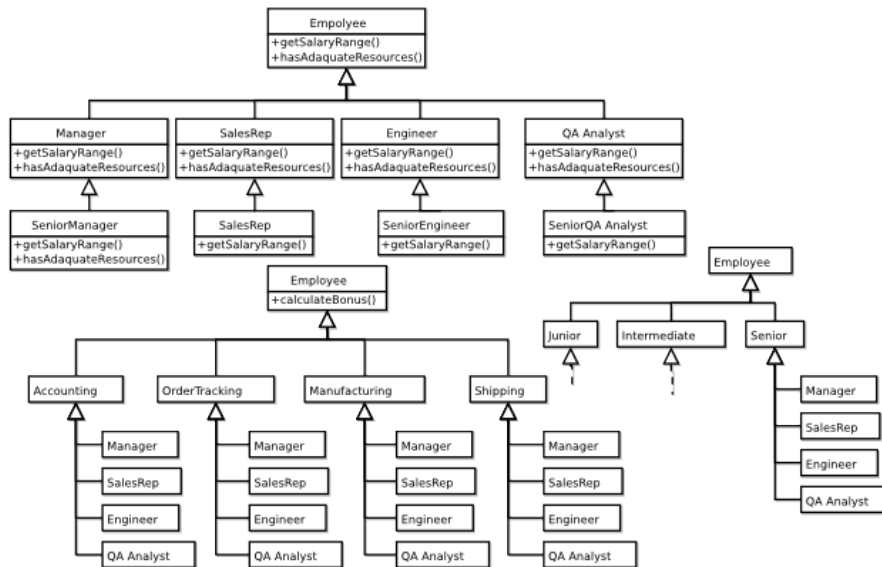 Empolyee
+getSalaryRange()
+hasAdaquateResources()
Manager
+getSalaryRange()
+hasAdaquateResources()
SalesRep
+getSalaryRange()
+hasAdaquateResources()
Engineer
+getSalaryRange()
+hasAdaquateResources()
QA Analyst
+getSalaryRange()
+hasAdaquateResources()
SeniorManager
+getSalaryRange()
+hasAdaquateResources()
SalesRep
+getSalaryRange()
SeniorEngineer
+getSalaryRange()
SeniorQA Analyst
+getSalaryRange()
Employee
+calculateBonus()
Accounting
Manager
SalesRep
Engineer
QA Analyst
OrderTracking
Manager
SalesRep
Engineer
QA Analyst
Manufacturing
Manager
SalesRep
Engineer
QA Analyst
Shipping
Manager
SalesRep
Engineer
QA Analyst
Employee
Junior
Intermediate
Senior
Manager
SalesRep
Engineer
QA Analyst